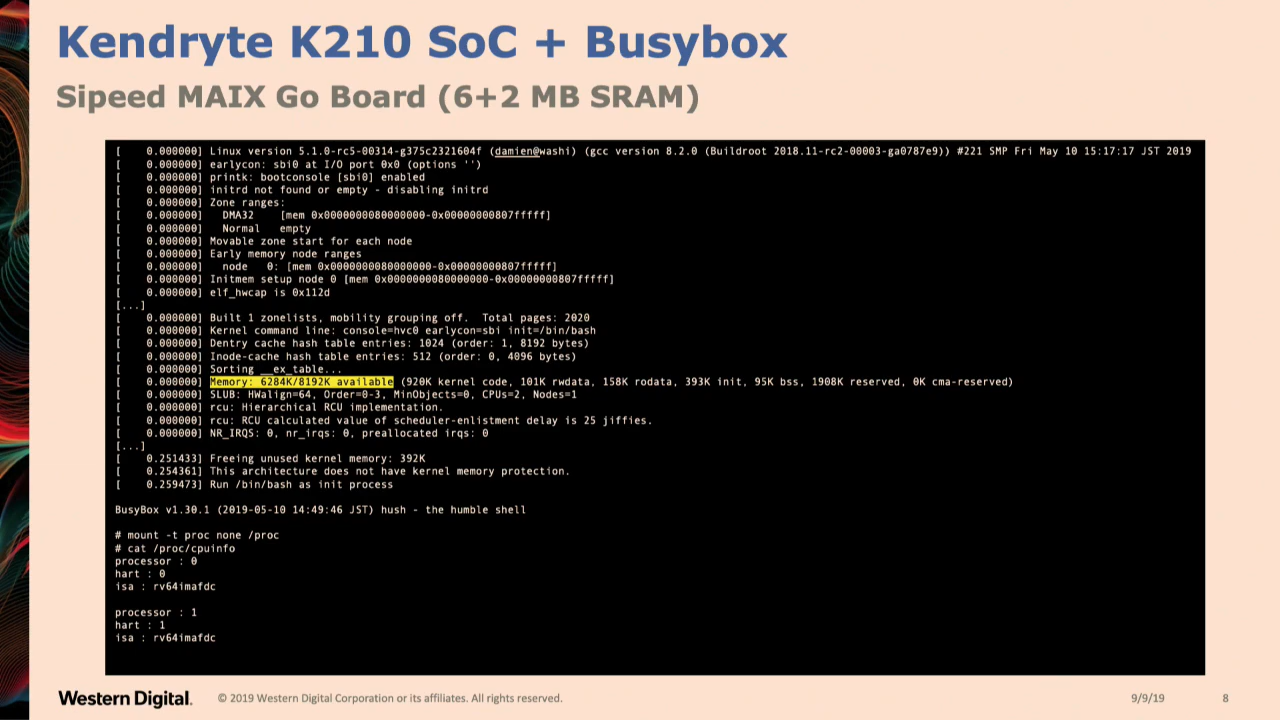 Kendryte K210 SoC + Busybox
Sipeed MAIX Go Board (6+2 MB SRAM)
[    0.000000] Linux version 5.1.0-rc5-00314-g375c2321604f (damien@washi) (gcc version 8.2.0 (Buildroot 2018.11-rc2-00003-ga0787e9)) #221 SMP Fri May 10 15:17:17 JST 2019
[    0.000000] earlycon: sbi0 at I/O port 0x0 (options '')
[    0.000000] printk: bootconsole [sbi0] enabled
[    0.000000] initrd not found or empty - disabling initrd
[    0.000000] Zone ranges:
[    0.000000]   DMA32    [mem 0x0000000080000000-0x00000000807fffff]
[    0.000000]   Normal   empty
[    0.000000] Movable zone start for each node
[    0.000000] Early memory node ranges
[    0.000000]   node   0: [mem 0x0000000080000000-0x00000000807fffff]
[    0.000000] Initmem setup node 0 [mem 0x0000000080000000-0x00000000807fffff]
[    0.000000] elf_hwcap is 0x112d
[...]
[    0.000000] Built 1 zonelists, mobility grouping off.  Total pages: 2020
[    0.000000] Kernel command line: console=hvc0 earlycon=sbi init=/bin/bash
[    0.000000] Dentry cache hash table entries: 1024 (order: 1, 8192 bytes)
[    0.000000] Inode-cache hash table entries: 512 (order: 0, 4096 bytes)
[    0.000000] Sorting __ex_table...
[    0.000000] Memory: 6284K/8192K available (920K kernel code, 101K rwdata, 158K rodata, 393K init, 95K bss, 1908K reserved, 0K cma-reserved)
[    0.000000] SLUB: HWalign=64, Order=0-3, MinObjects=0, CPUs=2, Nodes=1
[    0.000000] rcu: Hierarchical RCU implementation.
[    0.000000] rcu: RCU calculated value of scheduler-enlistment delay is 25 jiffies.
[    0.000000] NR_IRQS: 0, nr_irqs: 0, preallocated irqs: 0
[...]
[    0.251433] Freeing unused kernel memory: 392K
[    0.254361] This architecture does not have kernel memory protection.
[    0.259473] Run /bin/bash as init process
BusyBox v1.30.1 (2019-05-10 14:49:46 JST) hush - the humble shell
# mount -t proc none /proc
# cat /proc/cpuinfo
processor : 0
hart : 0
isa : rv64imafdc
processor : 1
hart : 1
isa : rv64imafdc
Western Digital. © 2019 Western Digital Corporation or its affiliates. All rights reserved. 9/9/19 8